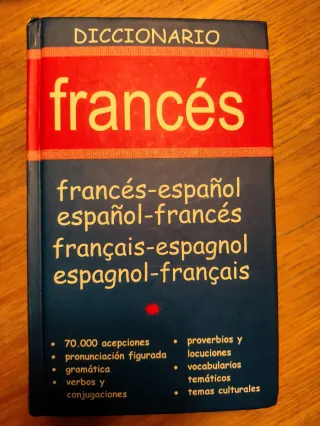 DICCIONARIO
francés
francés-español
español-francés
français-espagnol
espagnol-français
• 70.000 acepciones
• pronunciación figurada
• gramática
• verbos y
conjugaciones
• proverbios y
locuciones
• vocabularios
temáticos
• temas culturales